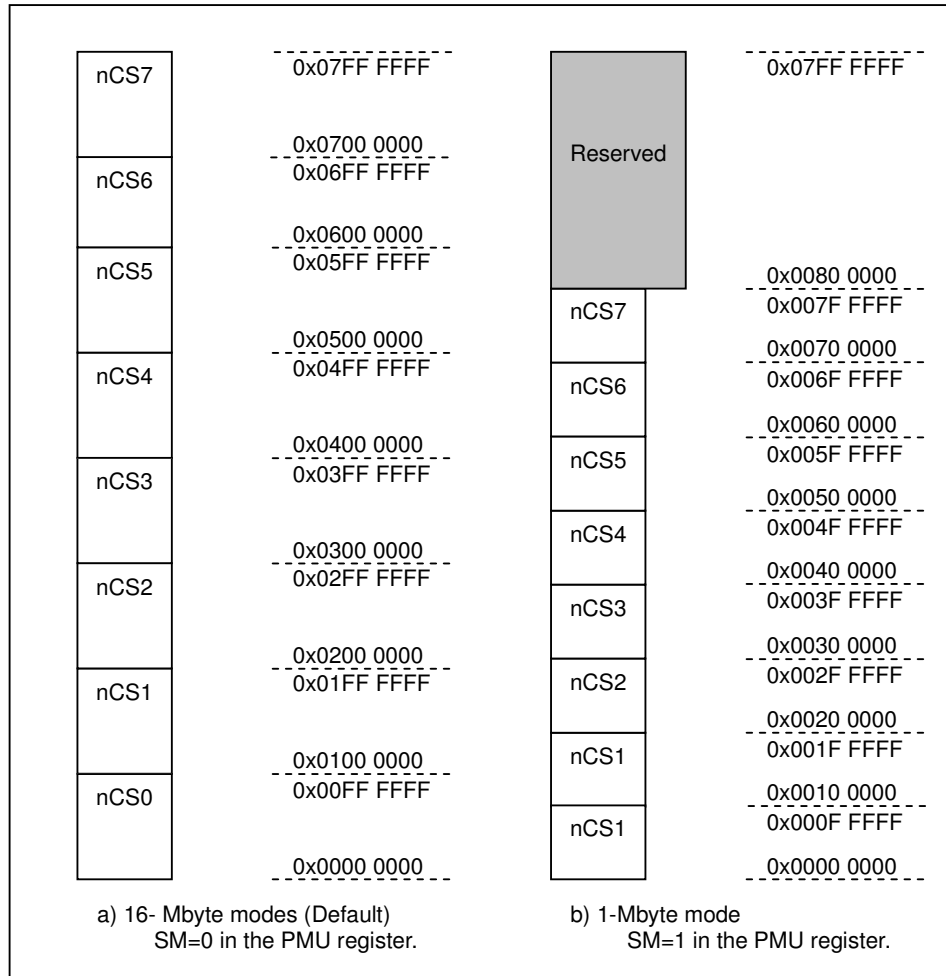 nCS7
0x07FF FFFF
0x0700 0000
nCS6
0x06FF FFFF
0x0600 0000
nCS5
0x05FF FFFF
0x0500 0000
nCS4
0x04FF FFFF
0x0400 0000
nCS3
0x03FF FFFF
0x0300 0000
nCS2
0x02FF FFFF
0x0200 0000
nCS1
0x01FF FFFF
0x0100 0000
nCS0
0x00FF FFFF
0x0000 0000
a) 16- Mbyte modes (Default)
SM=0 in the PMU register.
0x07FF FFFF
Reserved
0x0080 0000
nCS7
0x007F FFFF
0x0070 0000
nCS6
0x006F FFFF
0x0060 0000
nCS5
0x005F FFFF
0x0050 0000
nCS4
0x004F FFFF
0x0040 0000
nCS3
0x003F FFFF
0x0030 0000
nCS2
0x002F FFFF
0x0020 0000
nCS1
0x001F FFFF
0x0010 0000
nCS1
0x000F FFFF
0x0000 0000
b) 1-Mbyte mode
SM=1 in the PMU register.